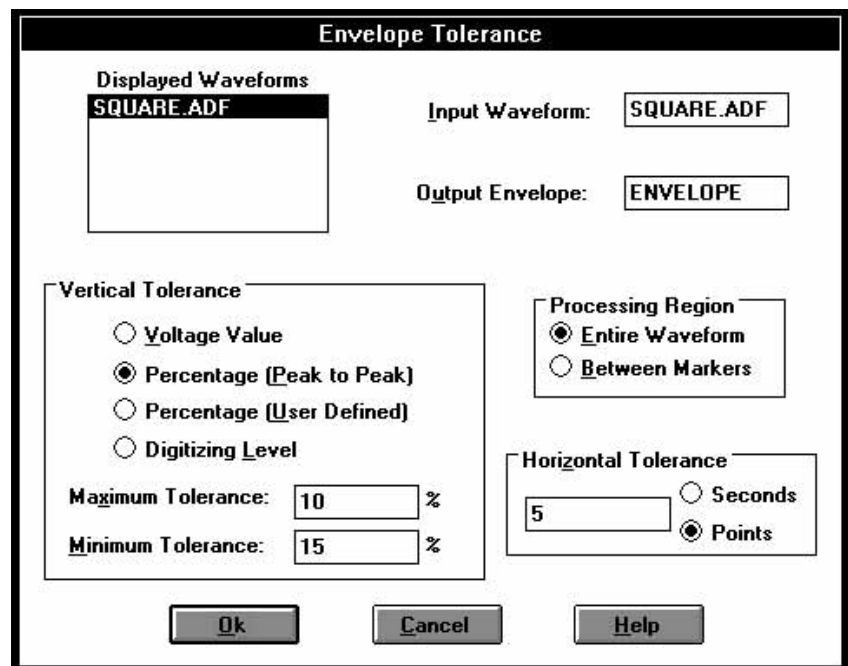 Envelope Tolerance
Displayed Waveforms
SQUARE.ADF
Input Waveform:
SQUARE.ADF
Output Envelope:
ENVELOPE
Vertical Tolerance
Voltage Value
Percentage (Peak to Peak)
Percentage (User Defined)
Digitizing Level
Maximum Tolerance:
10
%
Minimum Tolerance:
15
%
Processing Region
Entire Waveform
Between Markers
Horizontal Tolerance
5
Seconds
Points
Ok
Cancel
Help